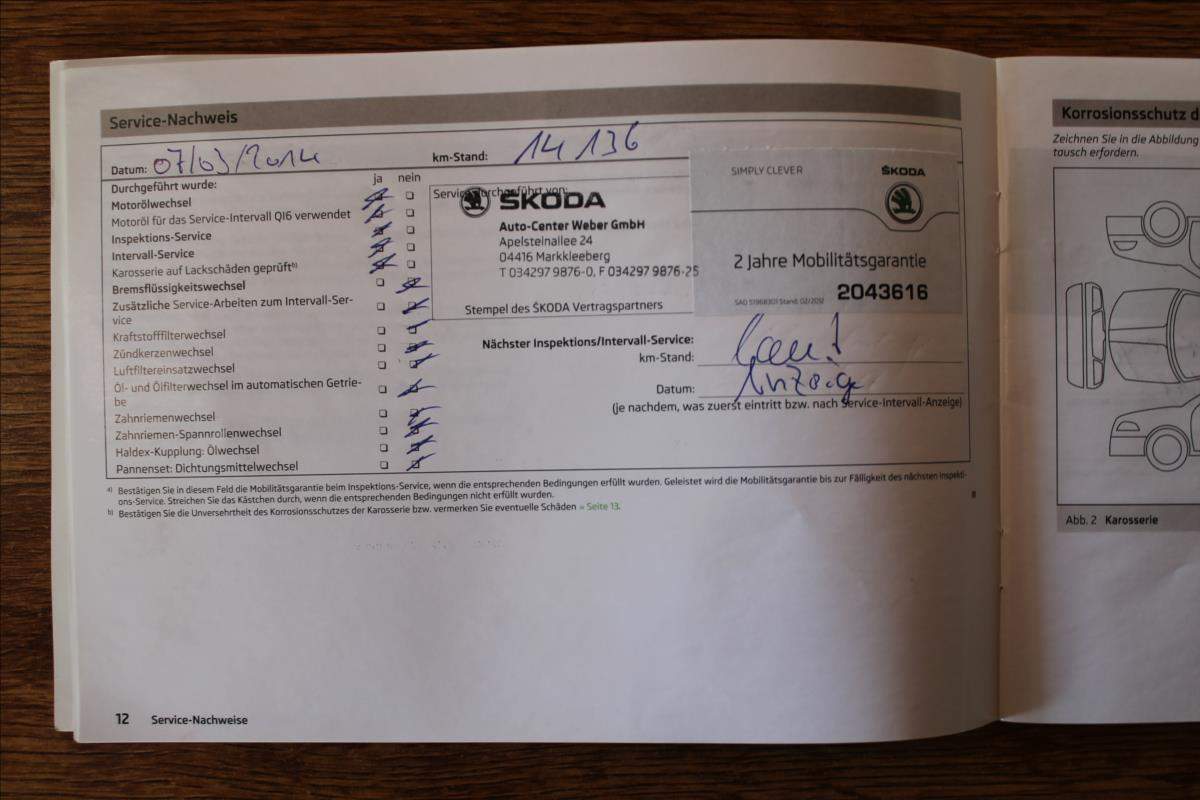 Service-Nachweis
Datum: 07/03/2014
km-Stand: 14 136
Durchgeführt wurde:
ja nein
Motorölwechsel
Motoröl für das Service-Intervall QI6 verwendet
Inspektions-Service
Intervall-Service
Karosserie auf Lackschäden geprüft b)
Bremsflüssigkeitswechsel
Zusätzliche Service-Arbeiten zum Intervall-Ser-
vice
Kraftstofffilterwechsel
Zündkerzenwechsel
Luftfiltereinsatzwechsel
Öl- und Ölfilterwechsel im automatischen Getrie-
be
Zahnriemenwechsel
Zahnriemen-Spannrollenwechsel
Haldex-Kupplung: Ölwechsel
Pannenset: Dichtungsmittelwechsel
Service durchgeführt von:
ŠKODA
Auto-Center Weber GmbH
Apelsteinallee 24
04416 Markkleeberg
T 034297 9876-0, F 034297 9876-25
Stempel des ŠKODA Vertragspartners
SIMPLY CLEVER
ŠKODA
2 Jahre Mobilitätsgarantie
2043616
Nächster Inspektions/Intervall-Service:
km-Stand: Laut
Datum: Anzeige
(je nachdem, was zuerst eintritt bzw. nach Service-Intervall-Anzeige)
a) Bestätigen Sie in diesem Feld die Mobilitätsgarantie beim Inspektions-Service, wenn die entsprechenden Bedingungen erfüllt wurden. Geleistet wird die Mobilitätsgarantie bis zur Fälligkeit des nächsten Inspekti-
ons-Service. Streichen Sie das Kästchen durch, wenn die entsprechenden Bedingungen nicht erfüllt wurden.
b) Bestätigen Sie die Unversehrtheit des Korrosionsschutzes der Karosserie bzw. vermerken Sie eventuelle Schäden » Seite 13.
12 Service-Nachweise
Korrosionsschutz d
Zeichnen Sie in die Abbildung
tausch erfordern.
Abb. 2 Karosserie